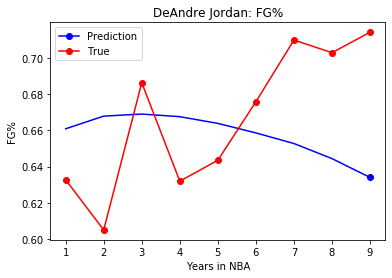 DeAndre Jordan: FG%
Prediction
True
FG%
0.70
0.68
0.66
0.64
0.62
0.60
1 2 3 4 5 6 7 8 9
Years in NBA